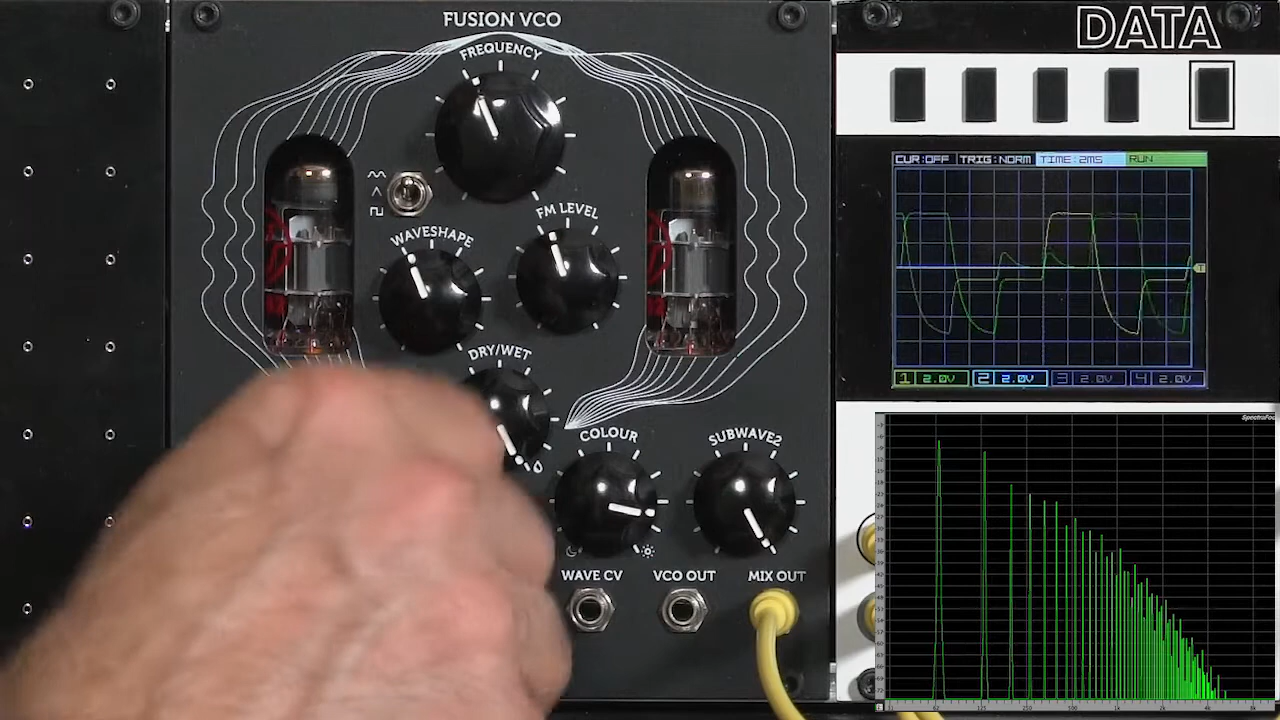 FUSION VCO
FREQUENCY
FM LEVEL
WAVESHAPE
DRY/WET
COLOUR
SUBWAVE2
WAVE CV
VCO OUT
MIX OUT
DATA
CUR:OFF TRIG:NORM TIME:2MS RUN
1 2.0V 2 2.0V 3 2.0V 4 2.0V